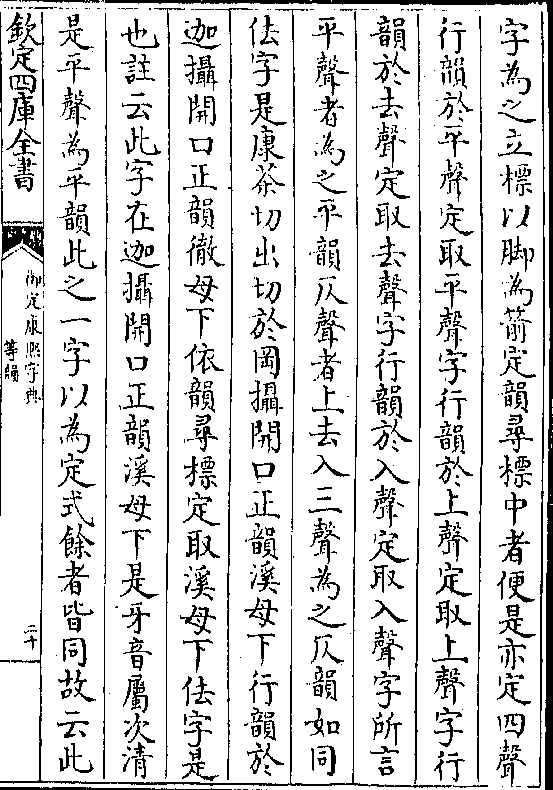 字為之立標以脚為箭定韻尋標中者便是亦定四聲
行韻於平聲定取平聲字行韻於上聲定取上聲字行
韻於去聲定取去聲字行韻於入聲定取入聲字所言
平聲者為之平韻仄聲者上去入三聲為之仄韻如同
佉字是康茶切出切於岡攝開口正韻溪母下行韻於
迦攝開口正韻徹母下依韻尋標定取溪母下佉字是
也註云此字在迦攝開口正韻溪母下是牙音屬次清
是平聲為平韻此之一字以為定式餘者皆同故云此
欽定四庫全書
御定康熙字典
等韻
二十